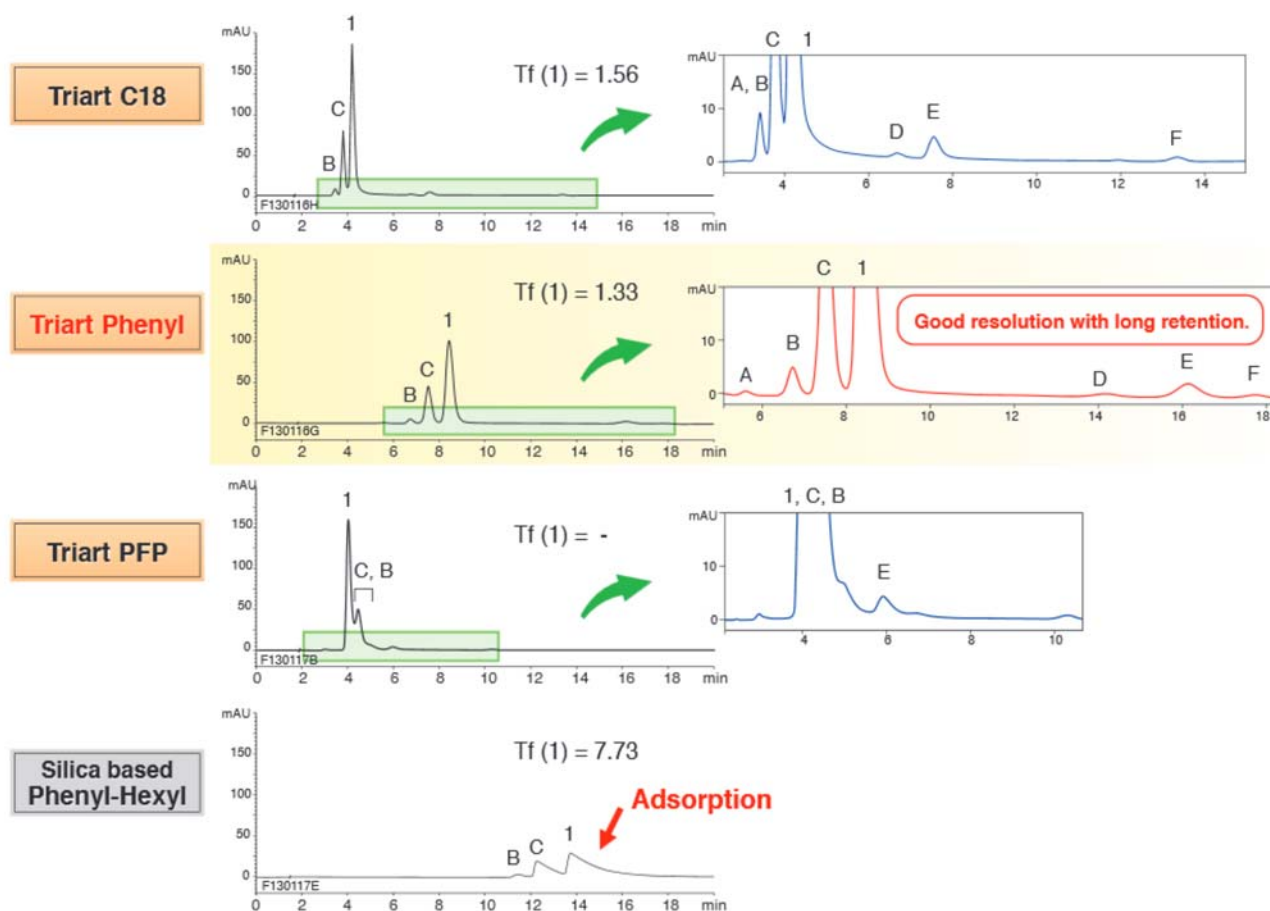 Triart C18
mAU
150
100
50
0
B
C
1
Tf (1) = 1.56
F130116H
0 2 4 6 8 10 12 14 16 18 min
mAU
10
0
A, B
C 1
D
E
F
4 6 8 10 12 14
Triart Phenyl
mAU
150
100
50
0
B
C
1
Tf (1) = 1.33
F130116G
0 2 4 6 8 10 12 14 16 18 min
mAU
10
0
A
B
C 1
Good resolution with long retention.
D
E
F
6 8 10 12 14 16 18
Triart PFP
mAU
150
100
50
0
1
C, B
Tf (1) = -
F130117B
0 2 4 6 8 10 12 14 16 18 min
mAU
10
0
1, C, B
E
4 6 8 10
Silica based
Phenyl-Hexyl
mAU
150
100
50
0
B
C
1
Tf (1) = 7.73
Adsorption
F130117E
0 2 4 6 8 10 12 14 16 18 min